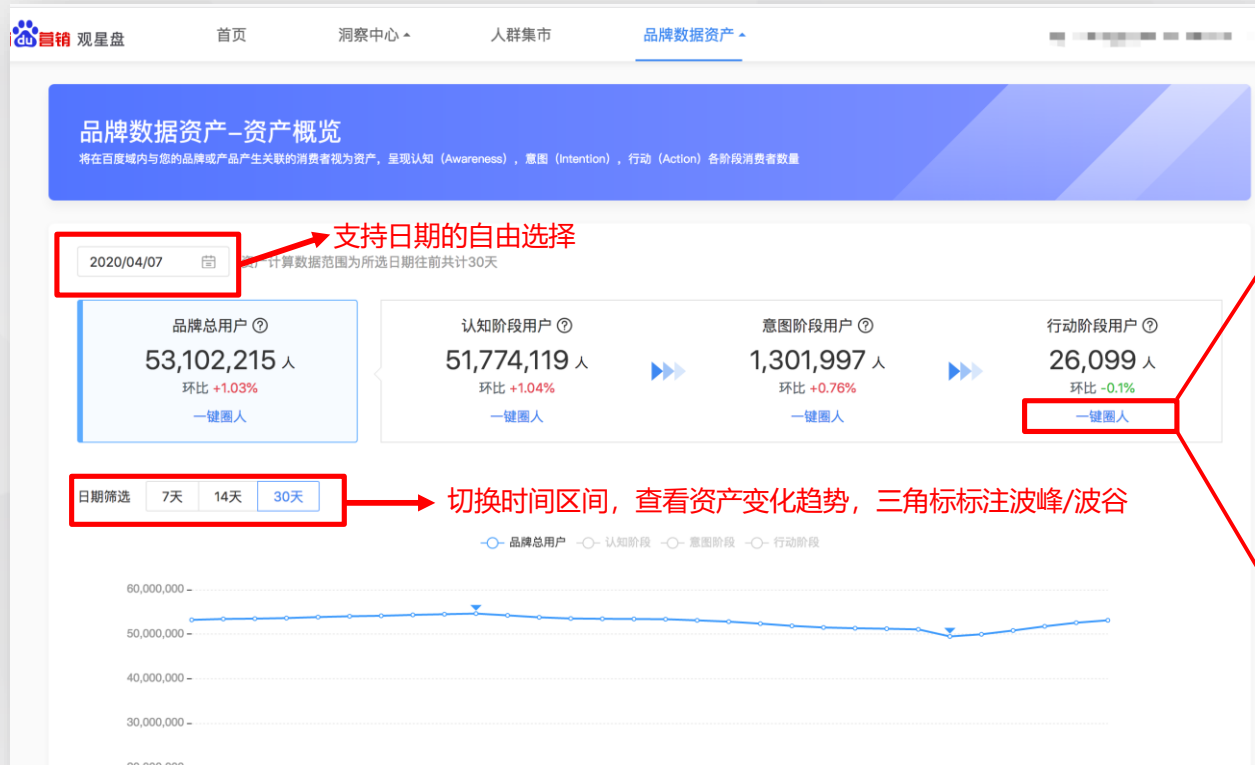 du营销 观星盘 首页 洞察中心 人群集市 品牌数据资产
品牌数据资产-资产概览
将在百度域内与您的品牌或产品产生关联的消费者视为资产，呈现认知（Awareness），意图（Intention），行动（Action）各阶段消费者数量
支持日期的自由选择
2020/04/07 计算数据范围为所选日期往前共计30天
品牌总用户 认知阶段用户 意图阶段用户 行动阶段用户
53,102,215 人 51,774,119 人 1,301,997 人 26,099 人
环比 +1.03% 环比 +1.04% 环比 +0.76% 环比 -0.1%
一键圈人 一键圈人 一键圈人 一键圈人
日期筛选 7天 14天 30天 切换时间区间，查看资产变化趋势，三角标标注波峰/波谷
品牌总用户 认知阶段 意图阶段 行动阶段
60,000,000
50,000,000
40,000,000
30,000,000